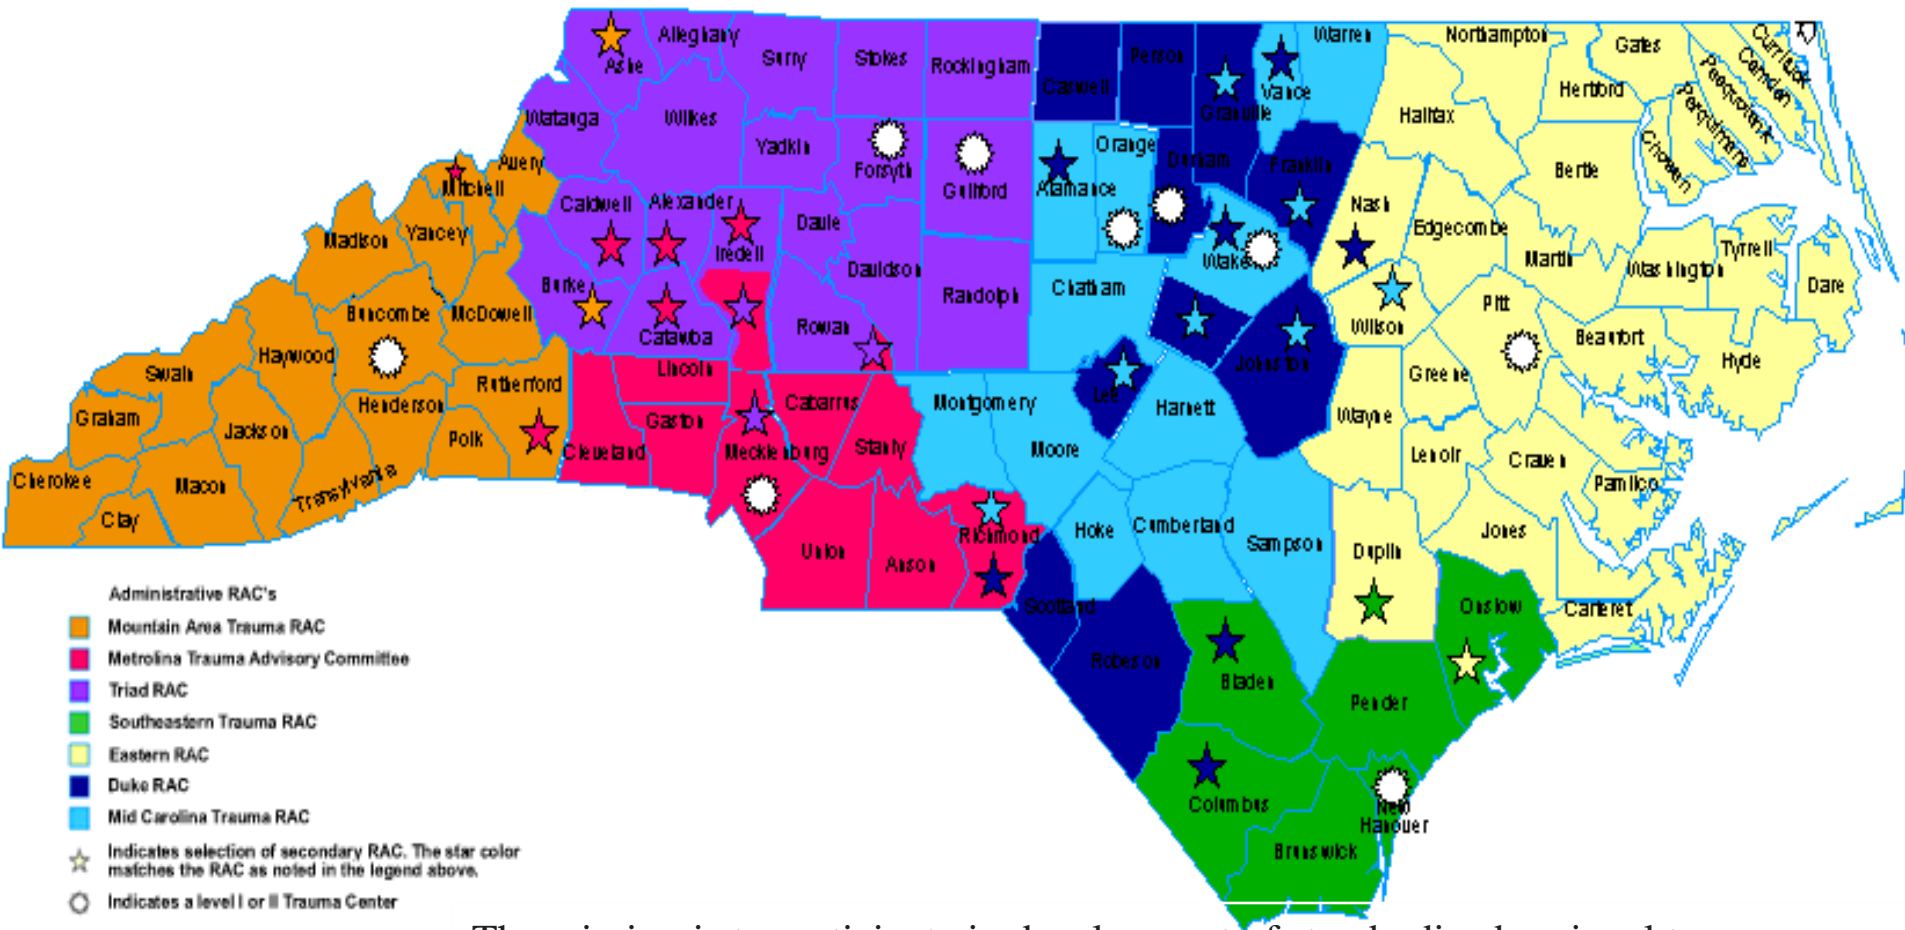 Ashe
Alleghany
Surry
Stokes
Rockingham
Caswell
Person
Granville
Vance
Warren
Northampton
Gates
Currituck
Camden
Pasquotank
Perquimans
Chowan
Hertford
Halifax
Bertie
Watauga
Wilkes
Yadkin
Forsyth
Guilford
Alamance
Orange
Durham
Franklin
Nash
Edgecombe
Martin
Washington
Tyrrell
Dare
Avery
Mitchell
Yancey
Madison
Caldwell
Alexander
Iredell
Davie
Davidson
Randolph
Chatham
Wake
Wilson
Pitt
Beaufort
Hyde
Burke
Catawba
Rowan
Buncombe
McDowell
Haywood
Swain
Graham
Jackson
Henderson
Rutherford
Polk
Cherokee
Clay
Macon
Transylvania
Cleveland
Lincoln
Gaston
Mecklenburg
Cabarrus
Stanly
Montgomery
Moore
Lee
Harnett
Johnston
Wayne
Greene
Lenoir
Craven
Pamlico
Jones
Carteret
Union
Anson
Richmond
Scotland
Hoke
Cumberland
Sampson
Duplin
Onslow
Robeson
Bladen
Pender
Columbus
Brunswick
New
Hanover
Administrative RAC's
Mountain Area Trauma RAC
Metrolina Trauma Advisory Committee
Triad RAC
Southeastern Trauma RAC
Eastern RAC
Duke RAC
Mid Carolina Trauma RAC
Indicates selection of secondary RAC. The star color
matches the RAC as noted in the legend above.
Indicates a level I or II Trauma Center